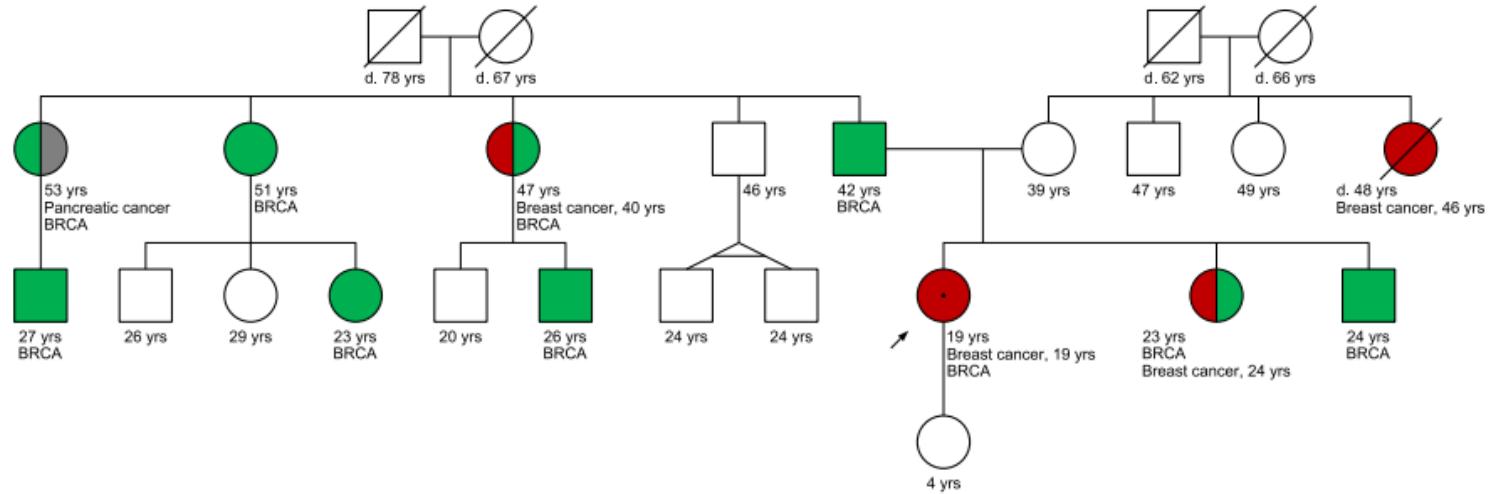 d. 78 yrs
d. 67 yrs
d. 62 yrs
d. 66 yrs
53 yrs
Pancreatic cancer
BRCA
51 yrs
BRCA
47 yrs
Breast cancer, 40 yrs
BRCA
46 yrs
42 yrs
BRCA
39 yrs
47 yrs
49 yrs
d. 48 yrs
Breast cancer, 46 yrs
27 yrs
BRCA
26 yrs
29 yrs
23 yrs
BRCA
20 yrs
26 yrs
BRCA
24 yrs
24 yrs
19 yrs
Breast cancer, 19 yrs
BRCA
23 yrs
BRCA
Breast cancer, 24 yrs
24 yrs
BRCA
4 yrs